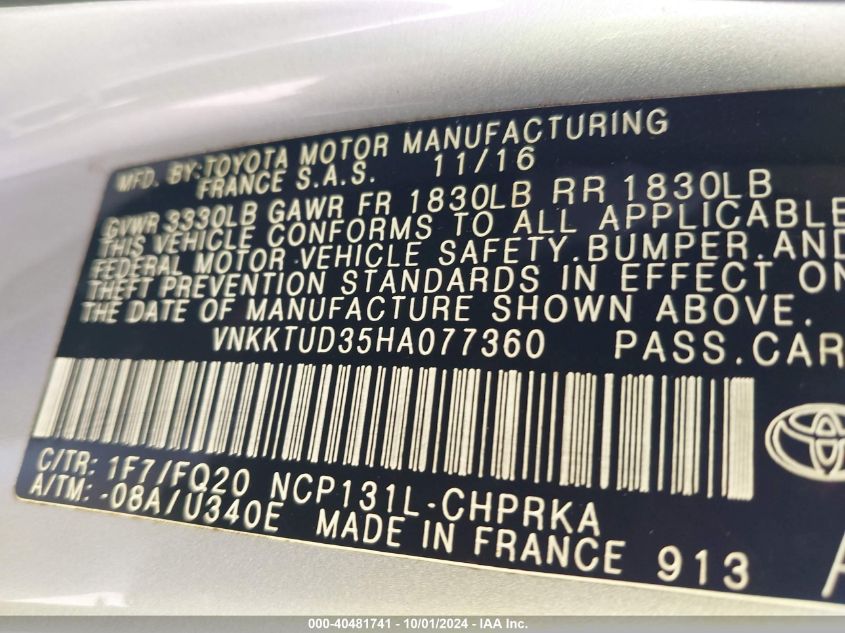 MFD. BY:TOYOTA MOTOR MANUFACTURING
FRANCE S.A.S. 11/16
GVWR 3330LB GAWR FR 1830LB RR 1830LB
THIS VEHICLE CONFORMS TO ALL APPLICABLE
FEDERAL MOTOR VEHICLE SAFETY.BUMPER.AND
THEFT PREVENTION STANDARDS IN EFFECT ON
THE DATE OF MANUFACTURE SHOWN ABOVE.
VNKKTUD35HA077360 PASS.CAR
C/TR: 1F7/FQ20 NCP131L-CHPRKA
A/TM: -08A/U340E MADE IN FRANCE 913
000-40481741 - 10/01/2024 - IAA Inc.